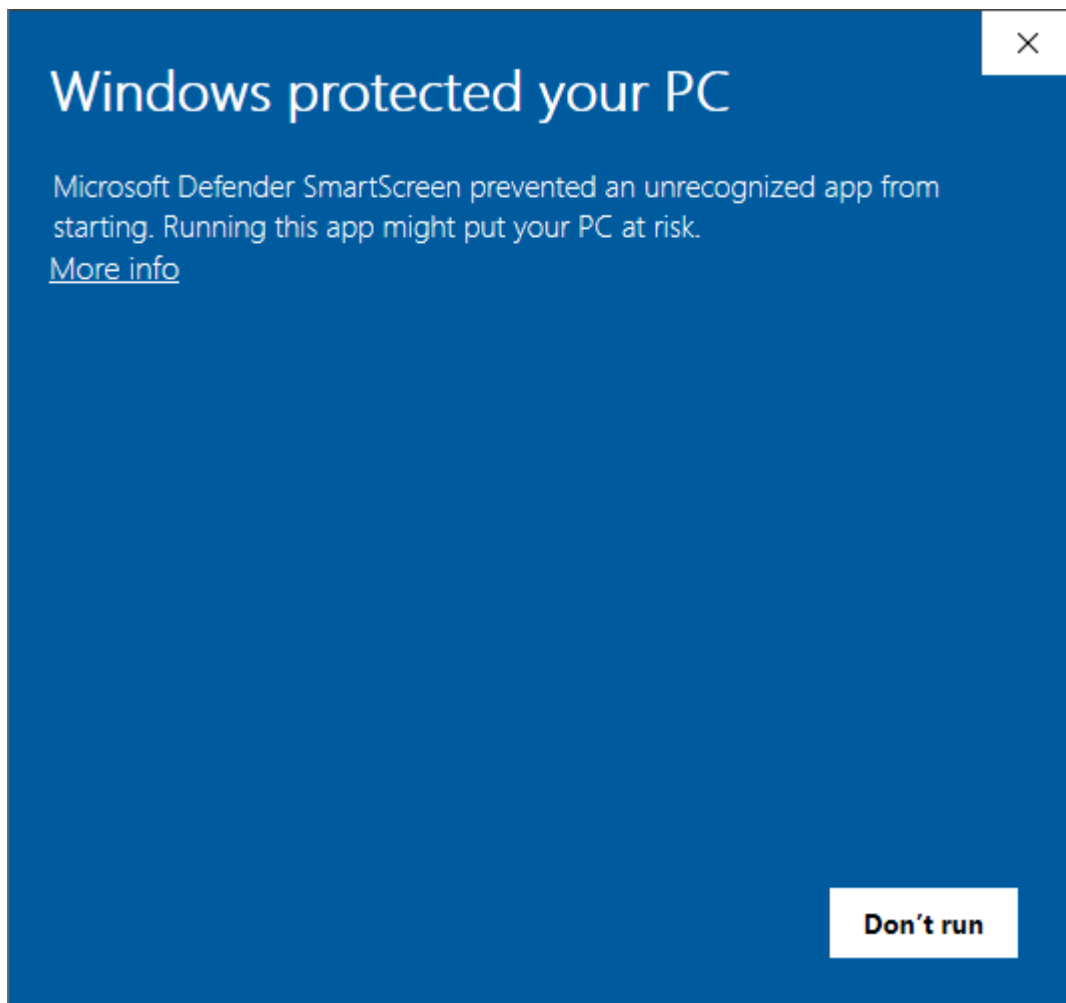 Windows protected your PC
Microsoft Defender SmartScreen prevented an unrecognized app from
starting. Running this app might put your PC at risk.
More info
Don’t run